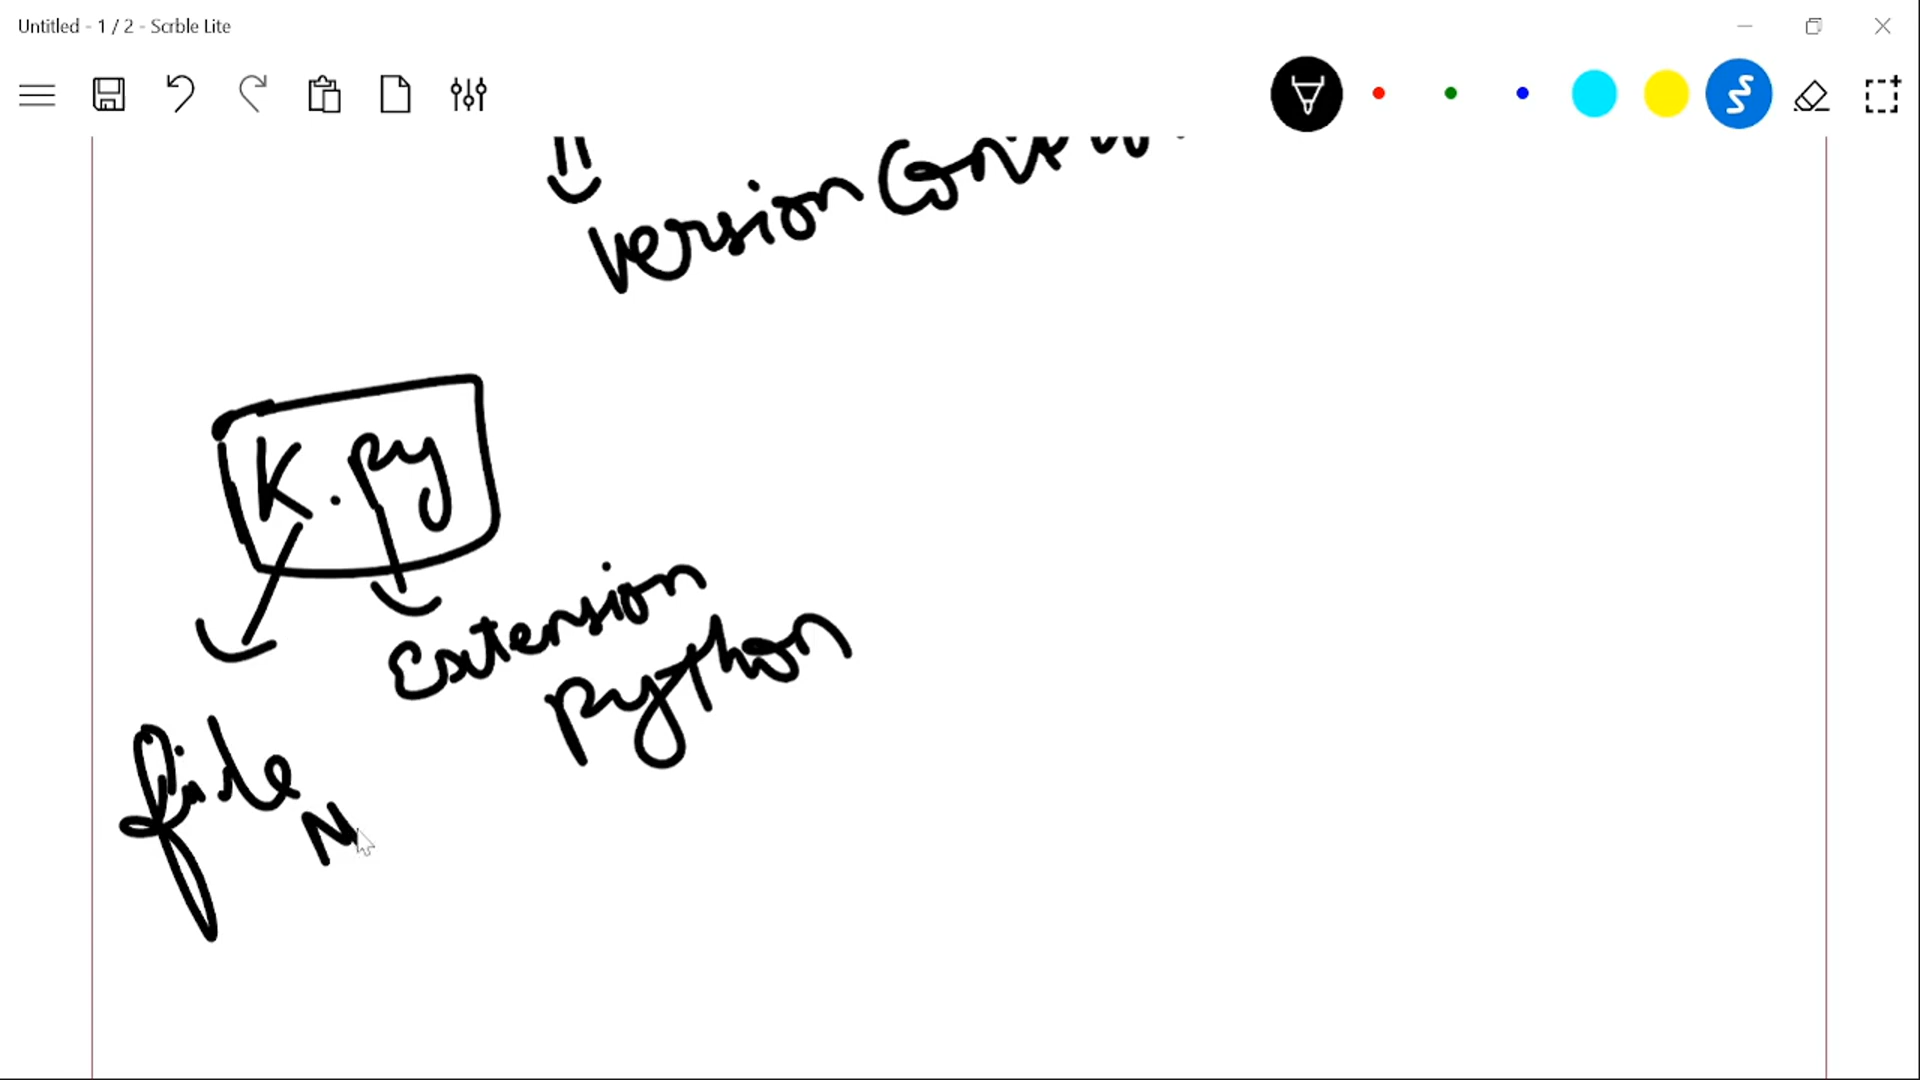 Untitled - 1 / 2 - Scrble Lite
Version
K.py
Extension
python
file
N